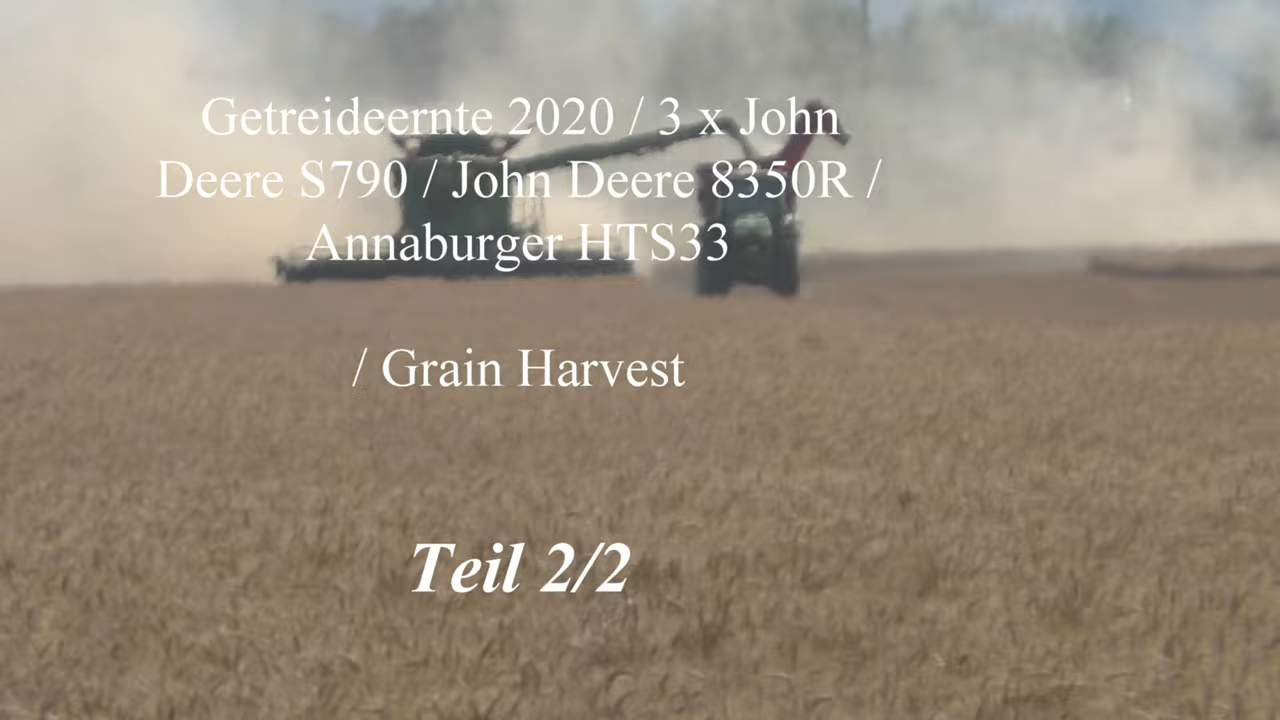 Getreideernte 2020 / 3 x John
Deere S790 / John Deere 8350R /
Annaburger HTS33
/ Grain Harvest
Teil 2/2